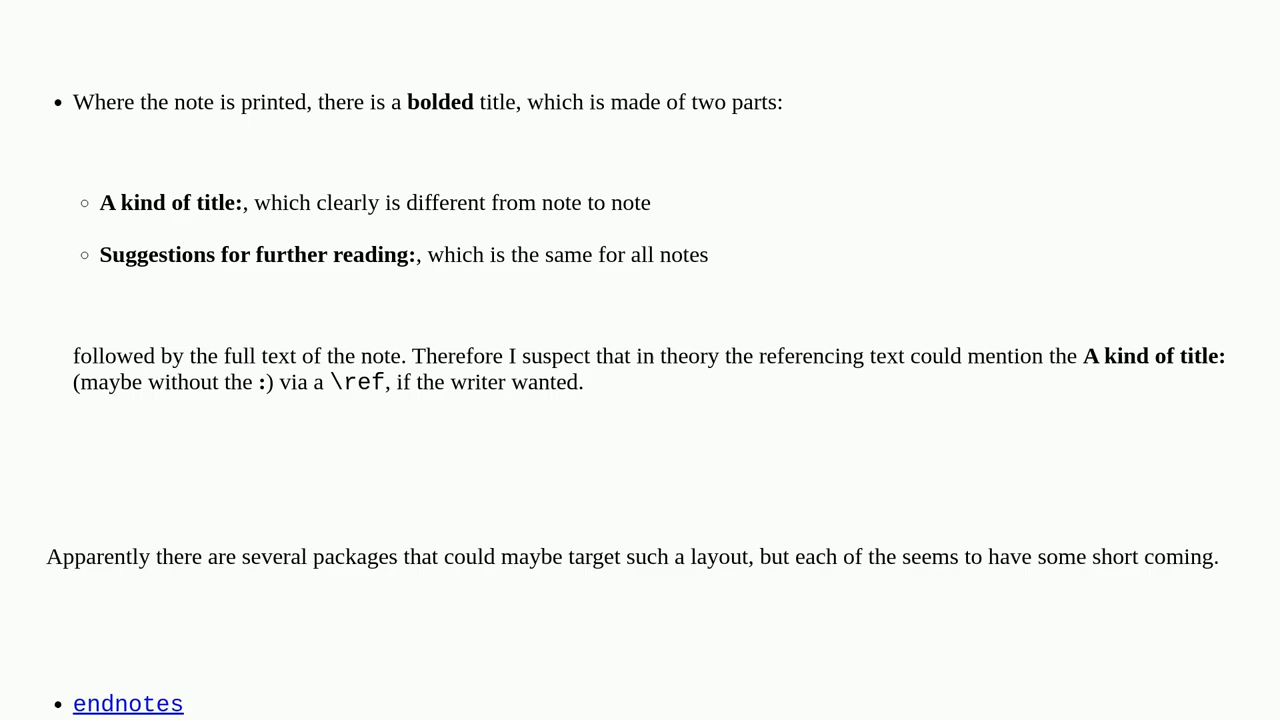 • Where the note is printed, there is a bolded title, which is made of two parts:
◦ A kind of title:, which clearly is different from note to note
◦ Suggestions for further reading:, which is the same for all notes
followed by the full text of the note. Therefore I suspect that in theory the referencing text could mention the A kind of title:
(maybe without the :) via a \ref, if the writer wanted.
Apparently there are several packages that could maybe target such a layout, but each of the seems to have some short coming.
• endnotes